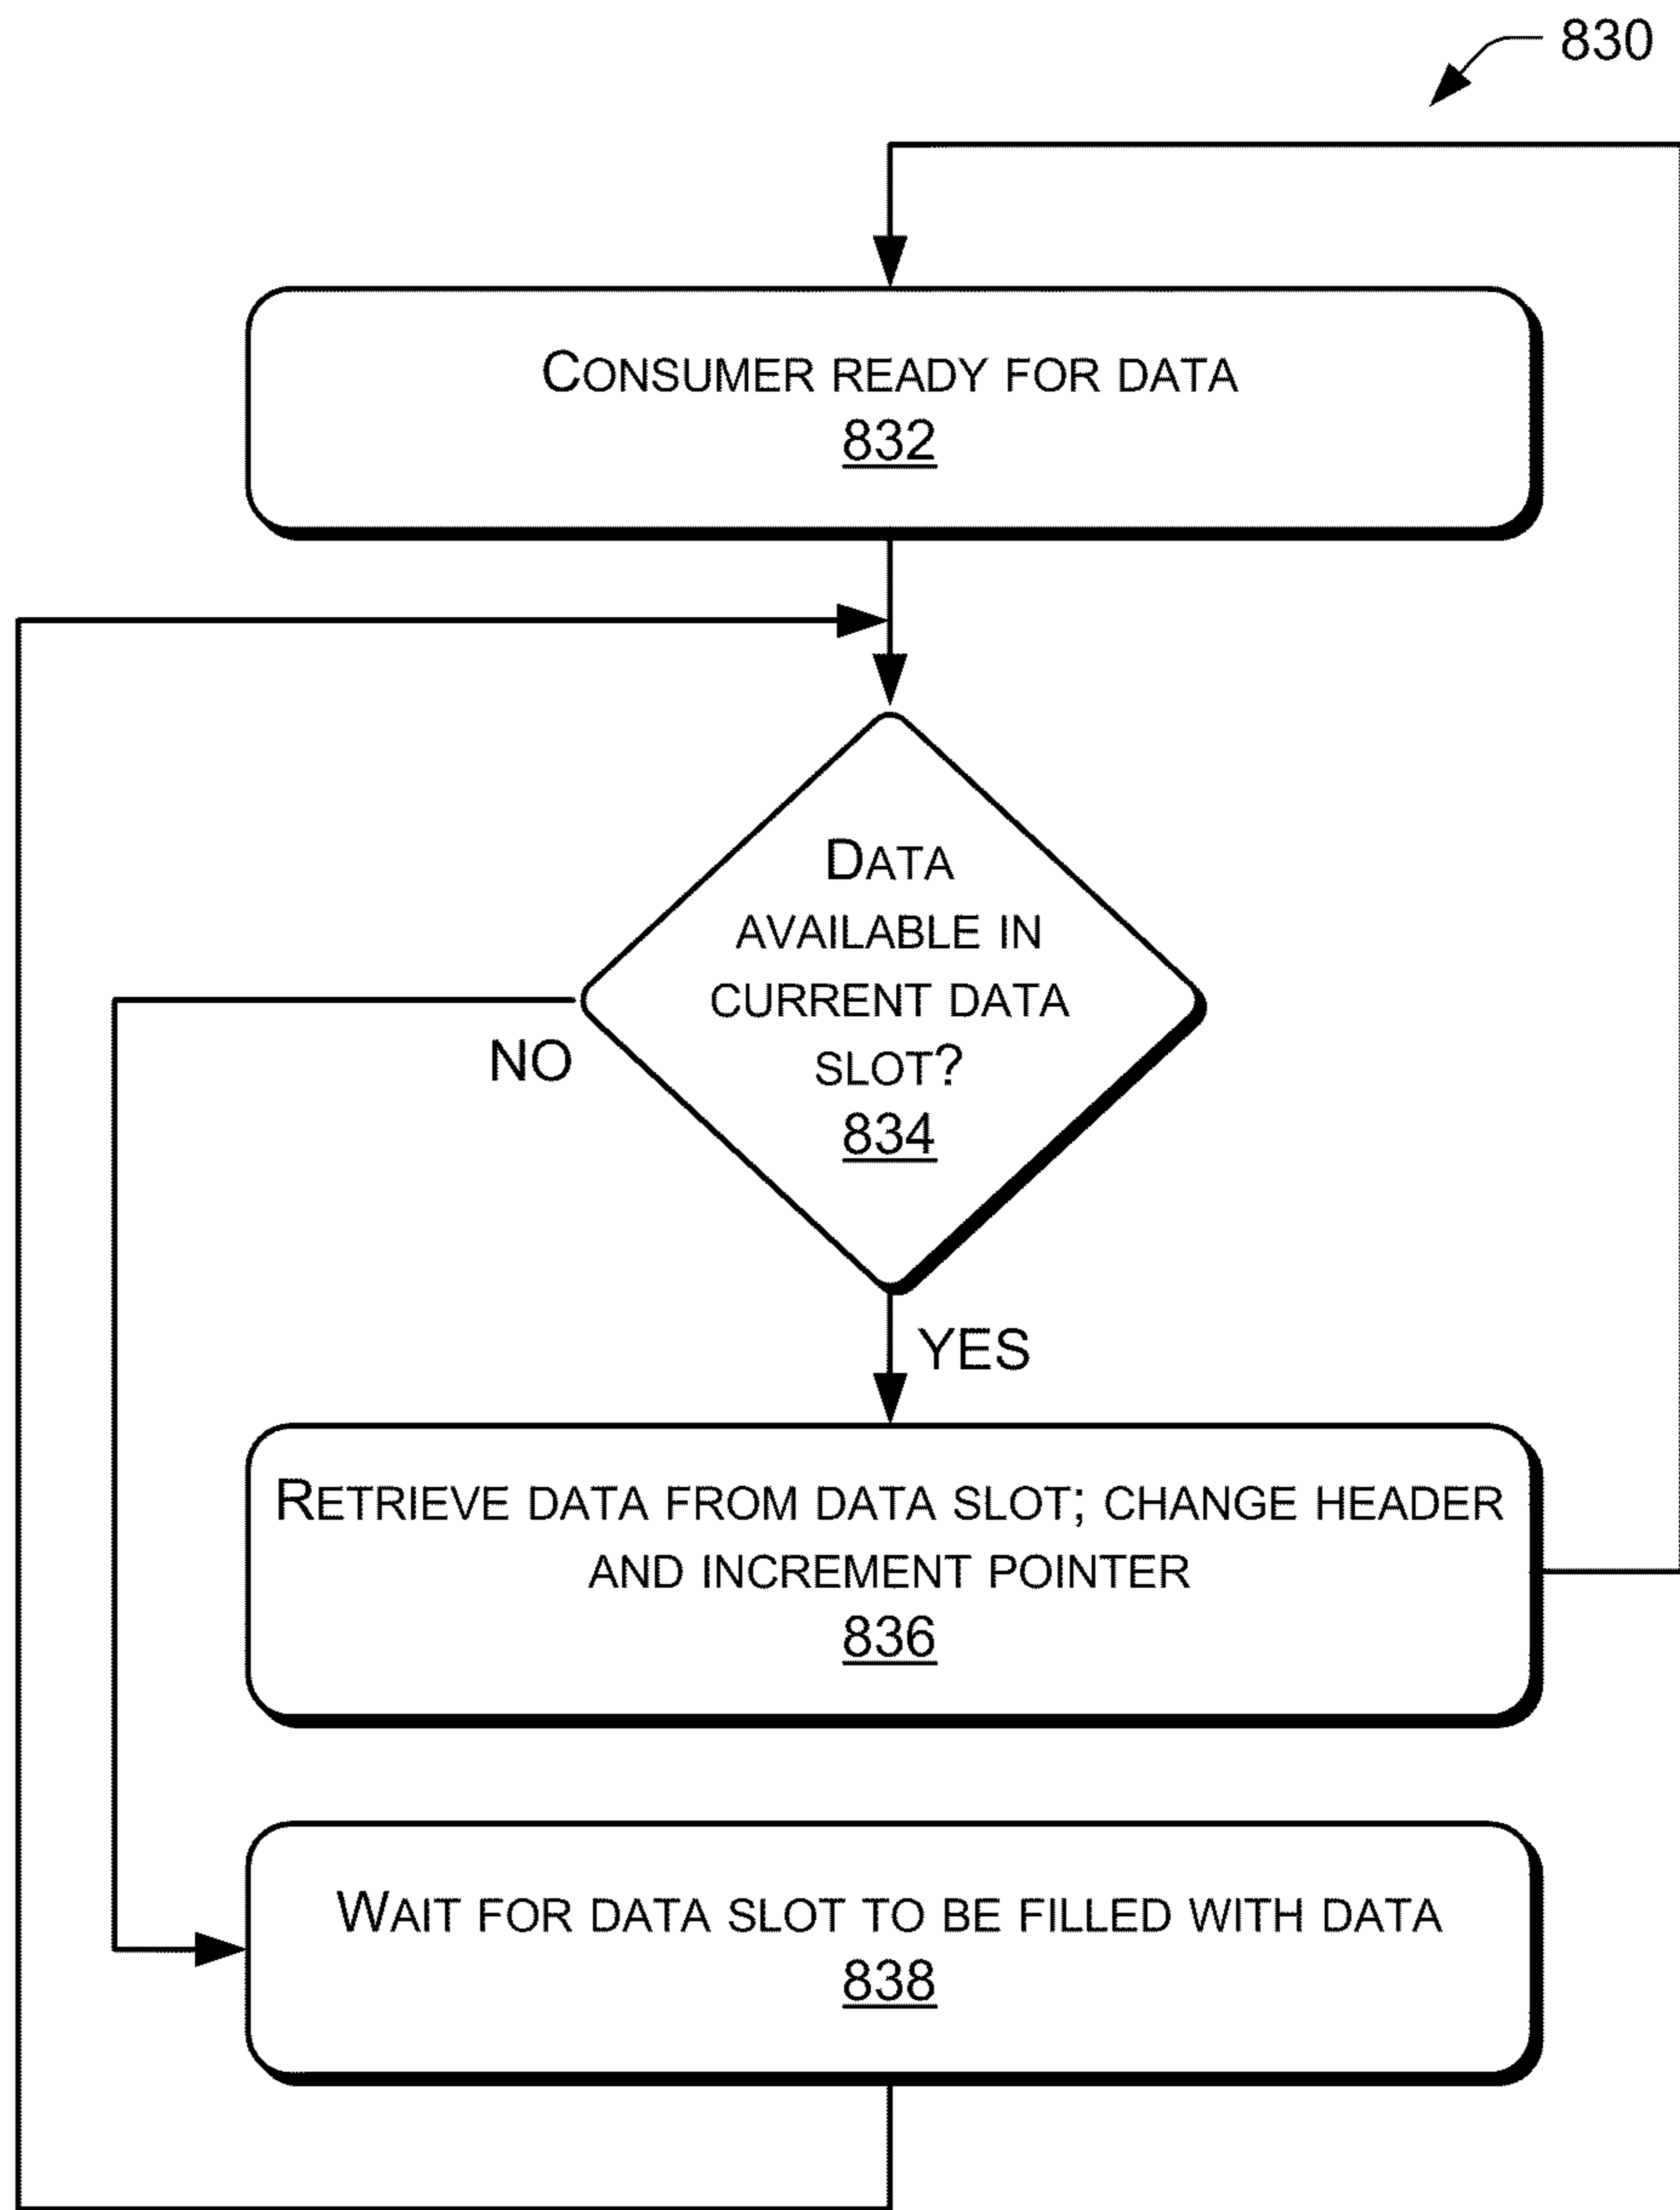 830
CONSUMER READY FOR DATA
832
DATA
AVAILABLE IN
CURRENT DATA
SLOT?
834
NO
YES
RETRIEVE DATA FROM DATA SLOT; CHANGE HEADER
AND INCREMENT POINTER
836
WAIT FOR DATA SLOT TO BE FILLED WITH DATA
838